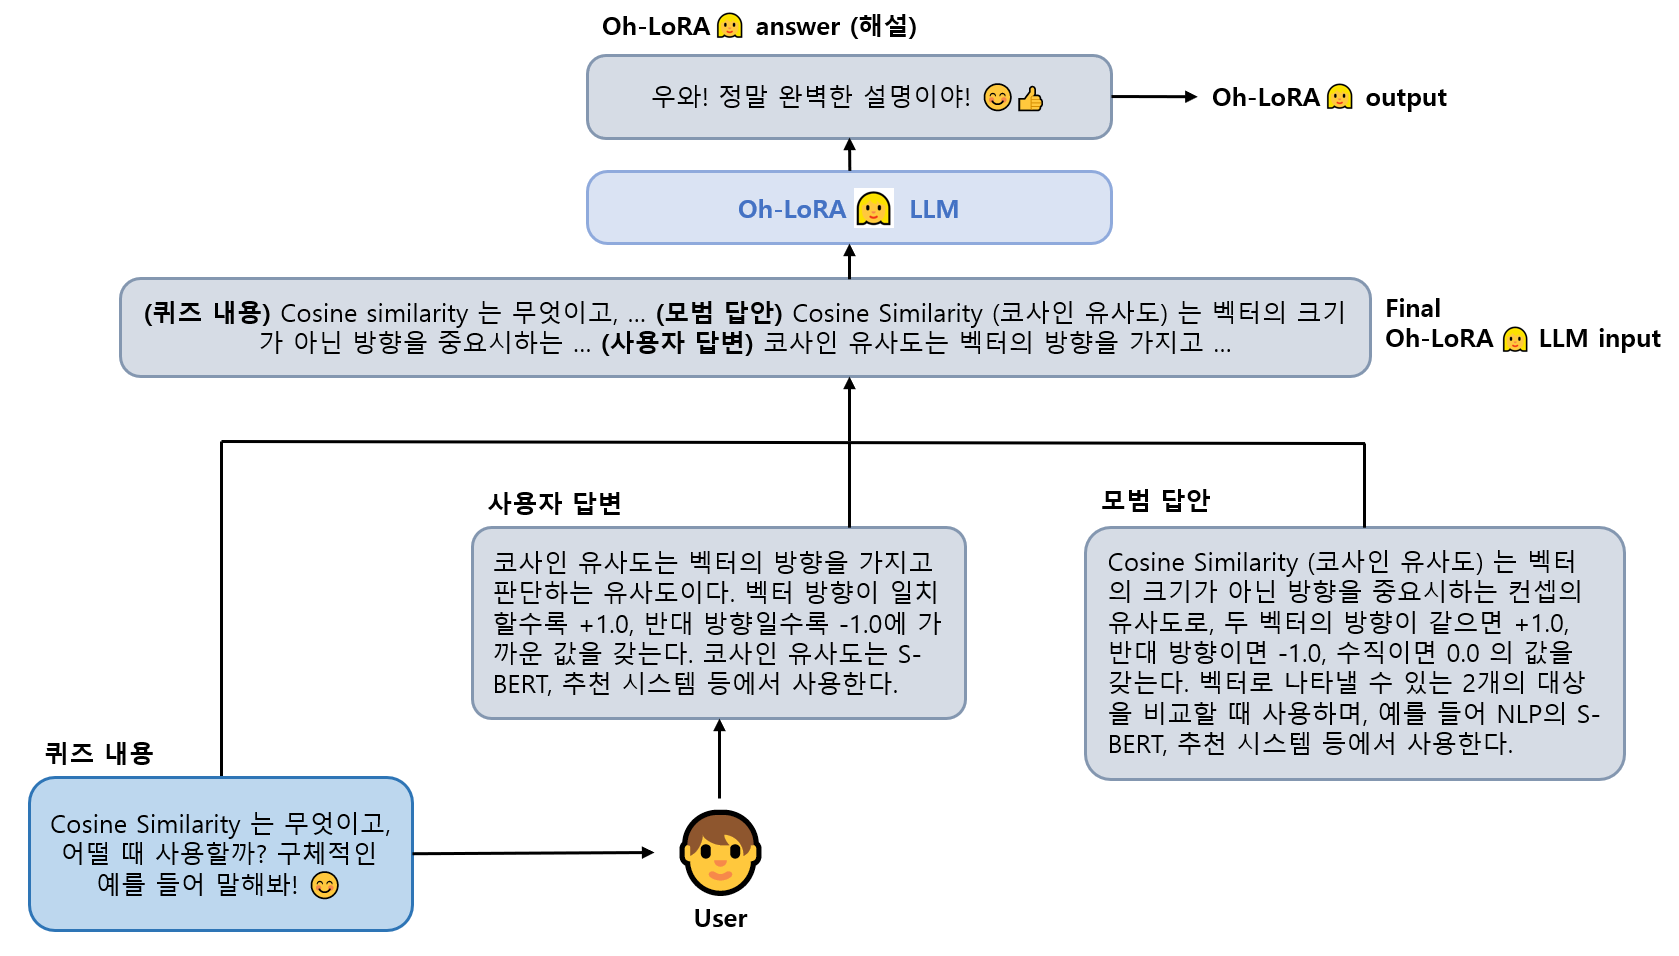 Oh-LoRA answer (해설)
우와! 정말 완벽한 설명이야! 😊👍
Oh-LoRA output
Oh-LoRA LLM
(퀴즈 내용) Cosine similarity 는 무엇이고, ... (모범 답안) Cosine Similarity (코사인 유사도) 는 벡터의 크기
가 아닌 방향을 중요시하는 ... (사용자 답변) 코사인 유사도는 벡터의 방향을 가지고 ...
Final
Oh-LoRA LLM input
사용자 답변
코사인 유사도는 벡터의 방향을 가지고
판단하는 유사도이다. 벡터 방향이 일치
할수록 +1.0, 반대 방향일수록 -1.0에 가
까운 값을 갖는다. 코사인 유사도는 S-
BERT, 추천 시스템 등에서 사용한다.
모범 답안
Cosine Similarity (코사인 유사도) 는 벡터
의 크기가 아닌 방향을 중요시하는 컨셉의
유사도로, 두 벡터의 방향이 같으면 +1.0,
반대 방향이면 -1.0, 수직이면 0.0 의 값을
갖는다. 벡터로 나타낼 수 있는 2개의 대상
을 비교할 때 사용하며, 예를 들어 NLP의 S-
BERT, 추천 시스템 등에서 사용한다.
퀴즈 내용
Cosine Similarity 는 무엇이고,
어떨 때 사용할까? 구체적인
예를 들어 말해봐! 😊
User